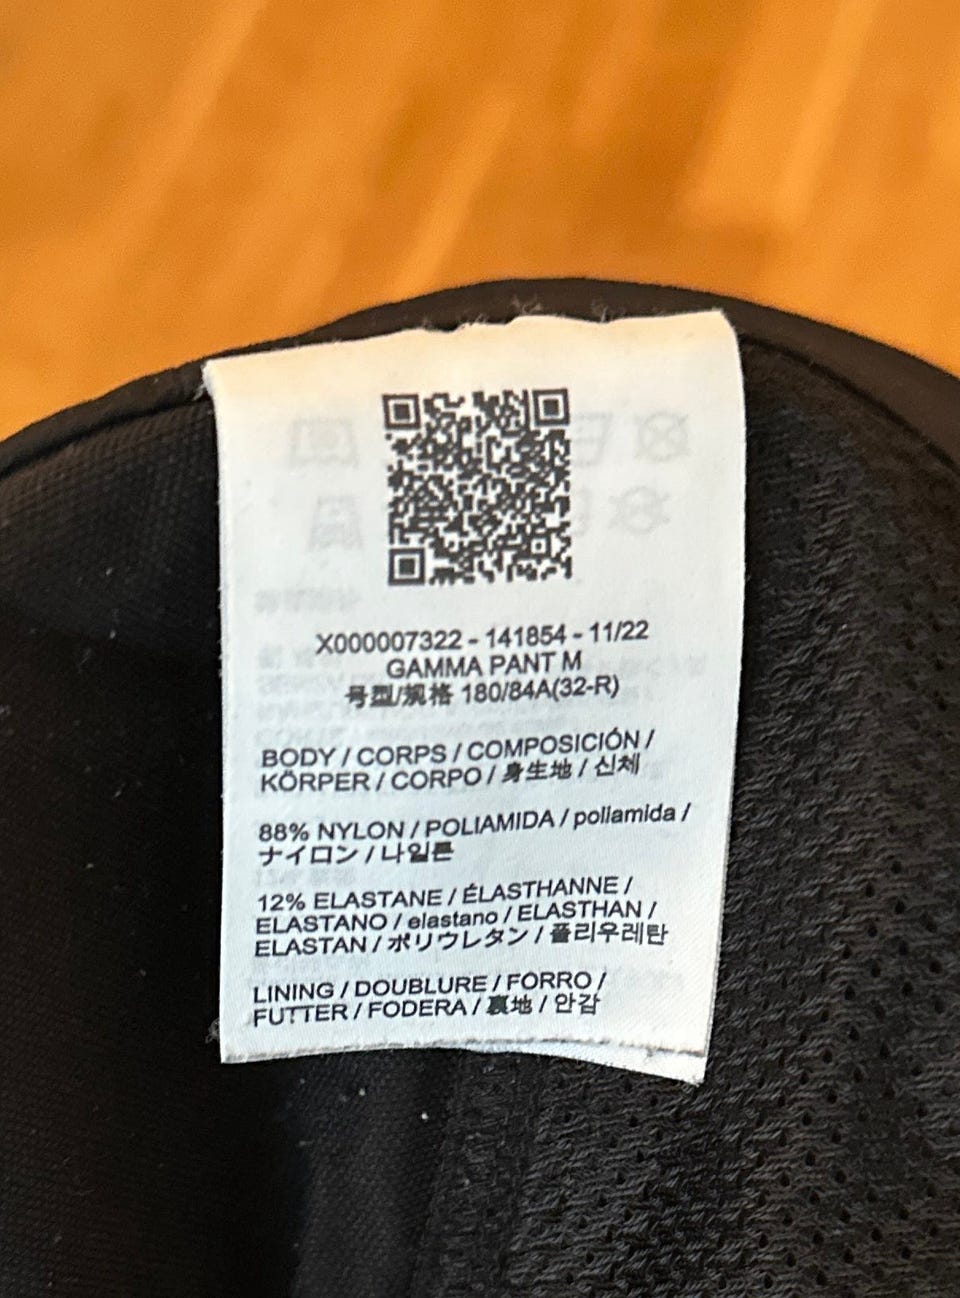 X000007322 - 141854 - 11/22
GAMMA PANT M
号型/规格 180/84A(32-R)
BODY / CORPS / COMPOSICIÓN /
KÖRPER / CORPO / 身生地 / 신체
88% NYLON / POLIAMIDA / poliamida /
ナイロン / 나일론
12% ELASTANE / ÉLASTHANNE /
ELASTANO / elastano / ELASTHAN /
ELASTAN / ポリウレタン / 폴리우레탄
LINING / DOUBLURE / FORRO /
FUTTER / FODERA / 裏地 / 안감